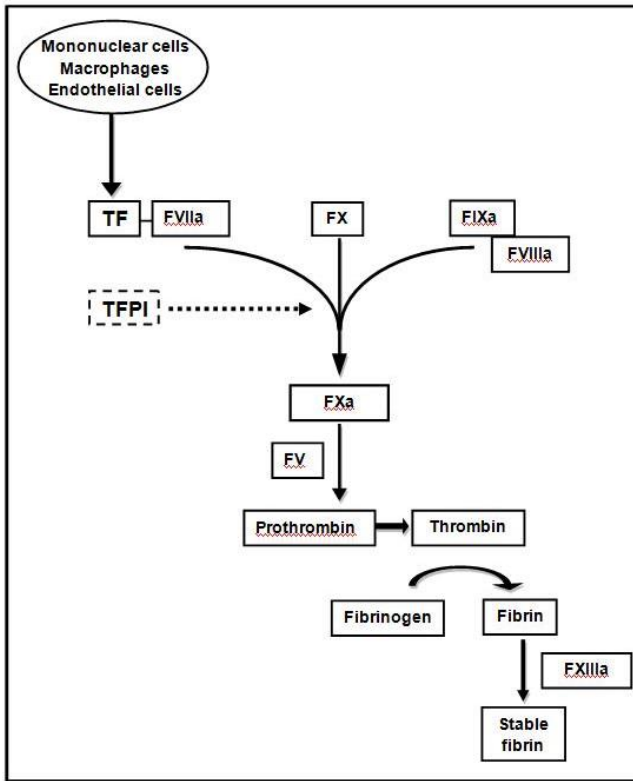 Mononuclear cells
Macrophages
Endothelial cells
TF
FVIIa
FX
FIXa
FVIIIa
TFPI
FXa
FV
Prothrombin
Thrombin
Fibrinogen
Fibrin
FXIIIa
Stable
fibrin